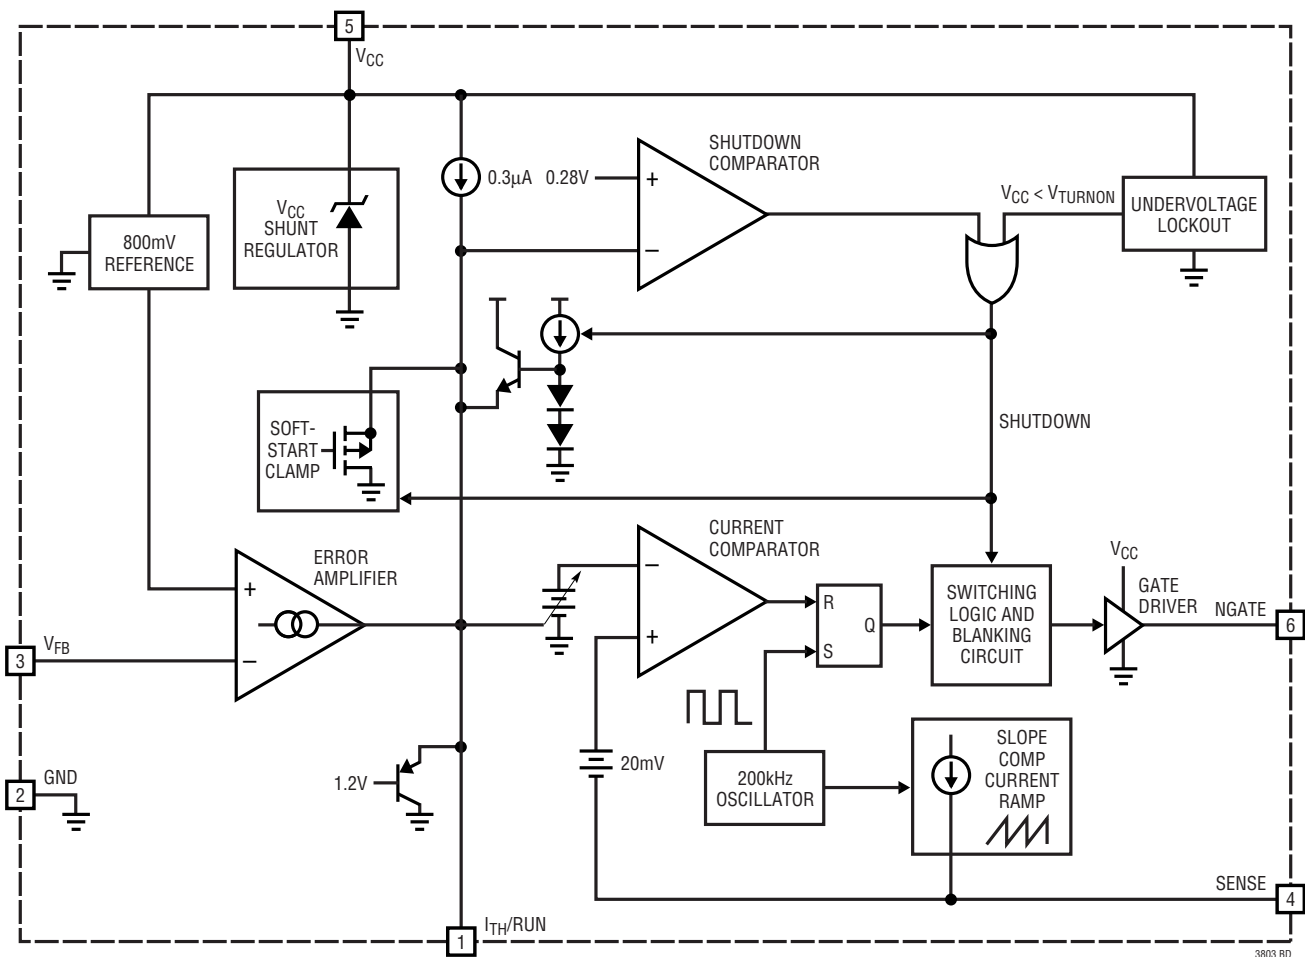 5
VCC
SHUTDOWN
COMPARATOR
0.3µA
0.28V
+
–
VCC < VTURNON
UNDERVOLTAGE
LOCKOUT
VCC
SHUNT
REGULATOR
800mV
REFERENCE
SOFT-
START
CLAMP
SHUTDOWN
ERROR
AMPLIFIER
+
–
CURRENT
COMPARATOR
–
+
R
S
Q
SWITCHING
LOGIC AND
BLANKING
CIRCUIT
VCC
GATE
DRIVER
NGATE
6
3
VFB
2
GND
1.2V
20mV
200kHz
OSCILLATOR
SLOPE
COMP
CURRENT
RAMP
SENSE
4
1
ITH/RUN
3803 BD